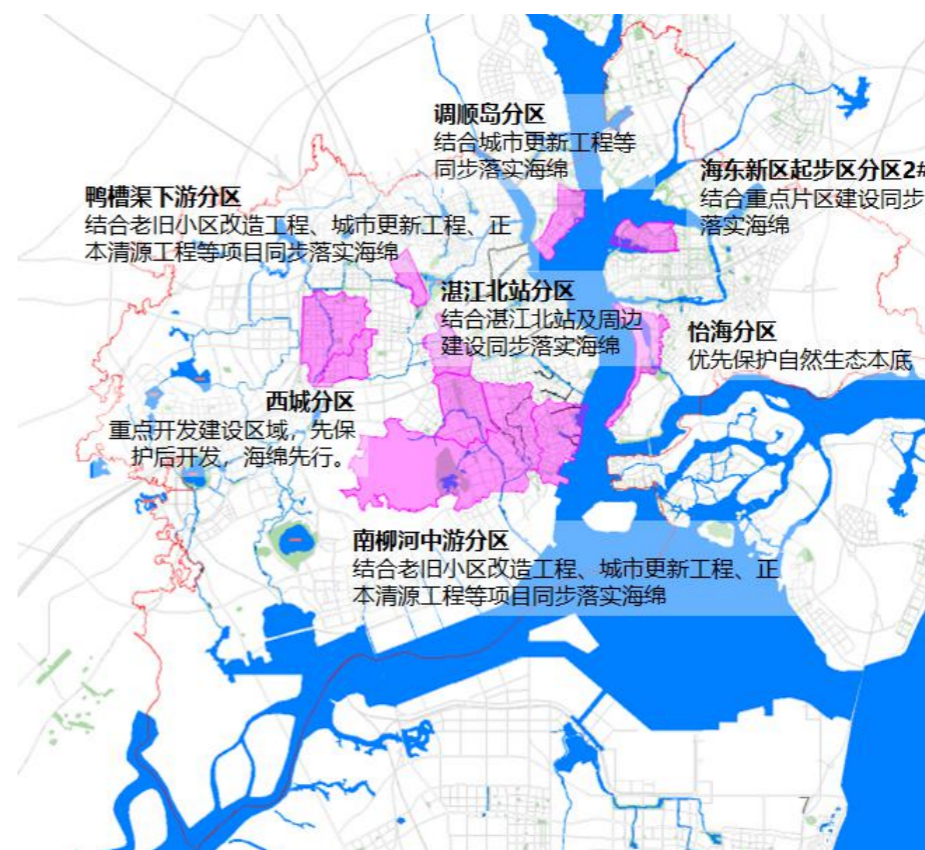 调顺岛分区
结合城市更新工程等
同步落实海绵
海东新区起步区分区2#
结合重点片区建设同步
落实海绵
鸭槽渠下游分区
结合老旧小区改造工程、城市更新工程、正
本清源工程等项目同步落实海绵
湛江北站分区
结合湛江北站及周边
建设同步落实海绵
怡海分区
优先保护自然生态本底
西城分区
重点开发建设区域，先保
护后开发，海绵先行。
南柳河中游分区
结合老旧小区改造工程、城市更新工程、正
本清源工程等项目同步落实海绵
7